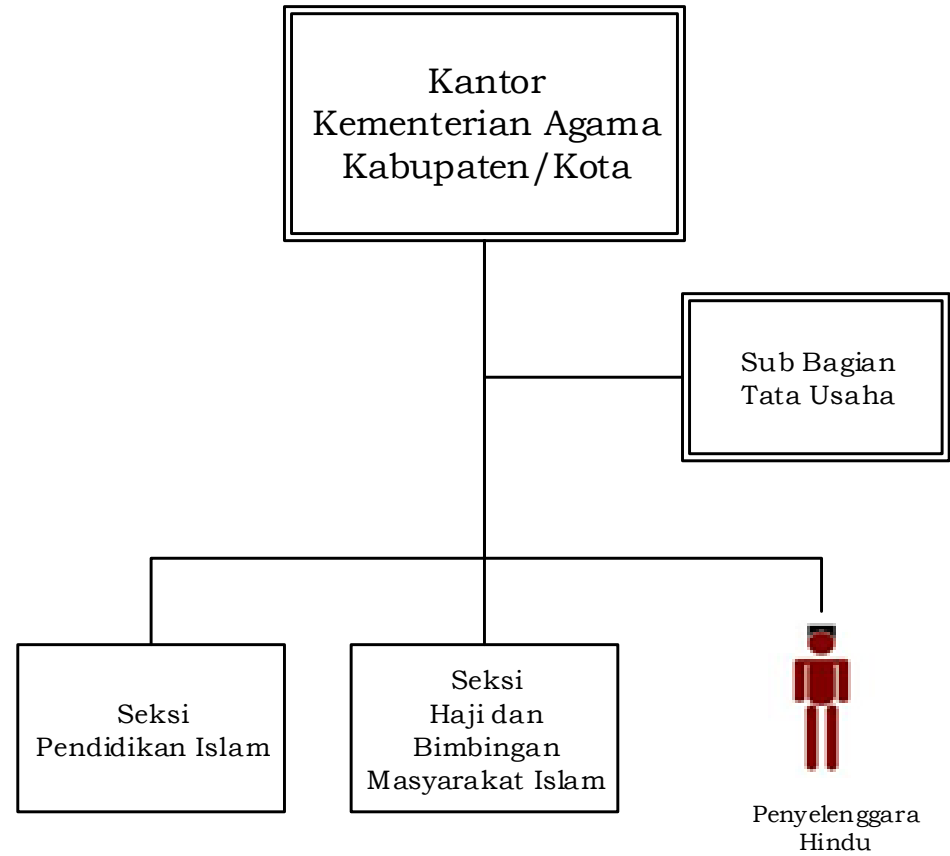 Kantor
Kementerian Agama
Kabupaten/Kota
Sub Bagian
Tata Usaha
Seksi
Pendidikan Islam
Seksi
Haji dan
Bimbingan
Masyarakat Islam
Penyelenggara
Hindu